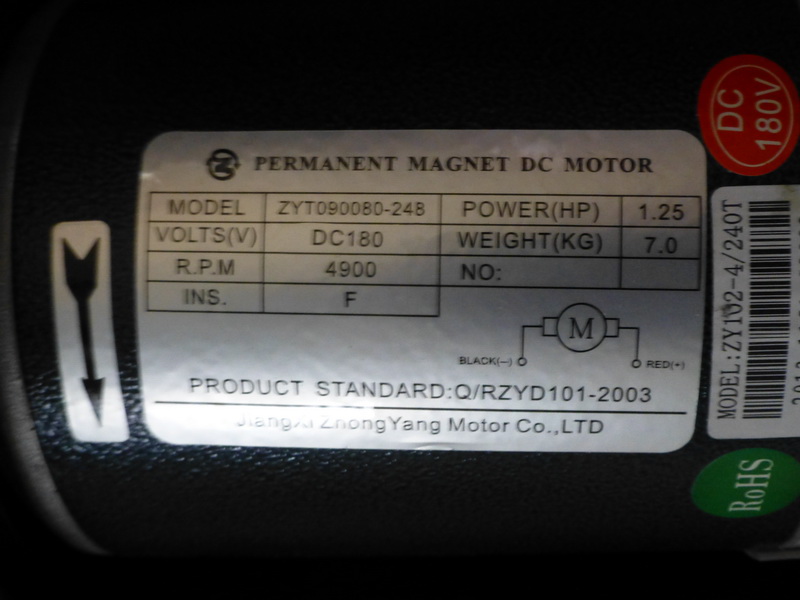 PERMANENT MAGNET DC MOTOR
MODEL ZYT090080-248 POWER(HP) 1.25
VOLTS(V) DC180 WEIGHT(KG) 7.0
R.P.M 4900 NO:
INS. F
M
BLACK(−) RED(+)
PRODUCT STANDARD:Q/RZYD101-2003
Jiangxi ZhongYang Motor Co.,LTD
DC
180V
MODEL:ZY102-4/240T
RoHS